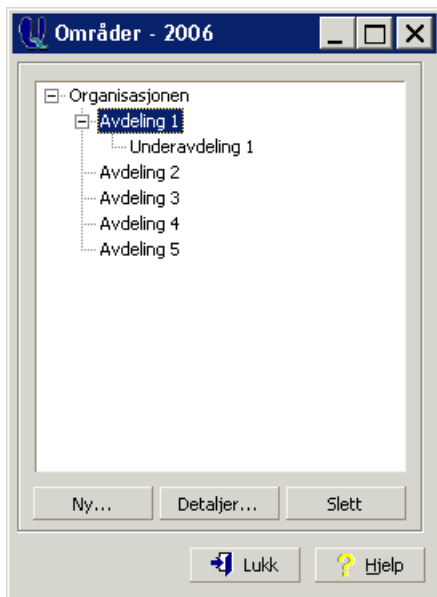 Områder - 2006
Organisasjonen
Avdeling 1
Underavdeling 1
Avdeling 2
Avdeling 3
Avdeling 4
Avdeling 5
Ny... Detaljer... Slett
Lukk ? Hjelp